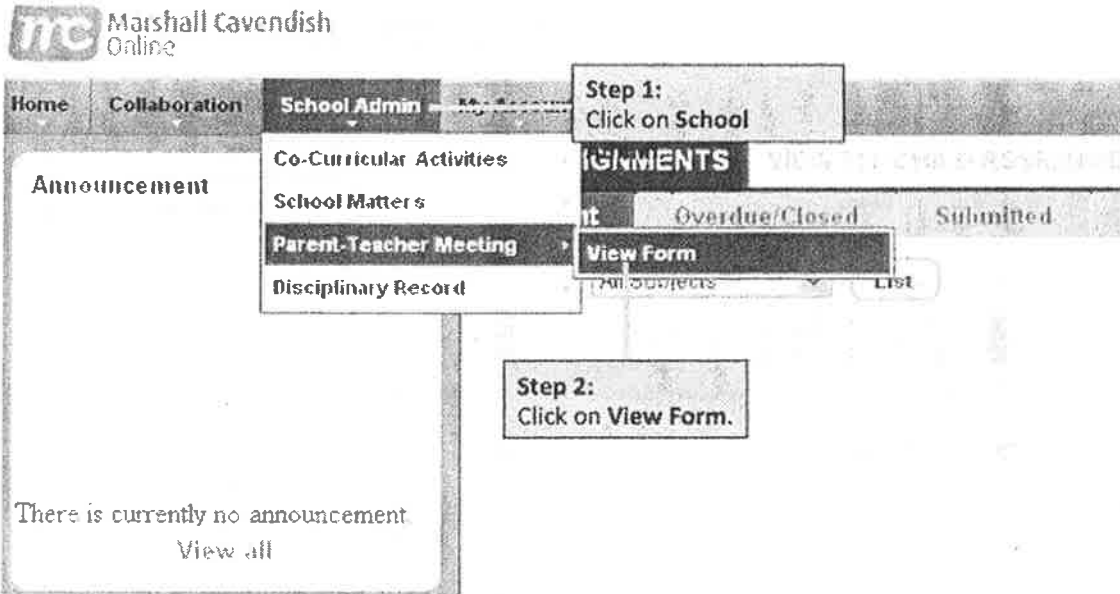 Marshall Cavendish
Online
Home Collaboration School Admin
Step 1:
Click on School
Co-Curricular Activities
School Matters
Parent-Teacher Meeting
Disciplinary Record
Announcement
Overdue/Closed Submitted
View Form
All Subjects List
Step 2:
Click on View Form.
There is currently no announcement
View all